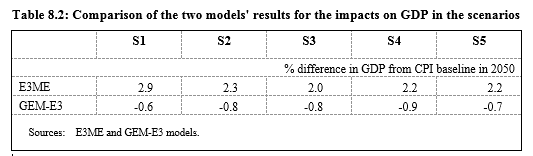 Table 8.2: Comparison of the two models' results for the impacts on GDP in the scenarios
S1 S2 S3 S4 S5
% difference in GDP from CPI baseline in 2050
E3ME 2.9 2.3 2.0 2.2 2.2
GEM-E3 -0.6 -0.8 -0.8 -0.9 -0.7
Sources: E3ME and GEM-E3 models.